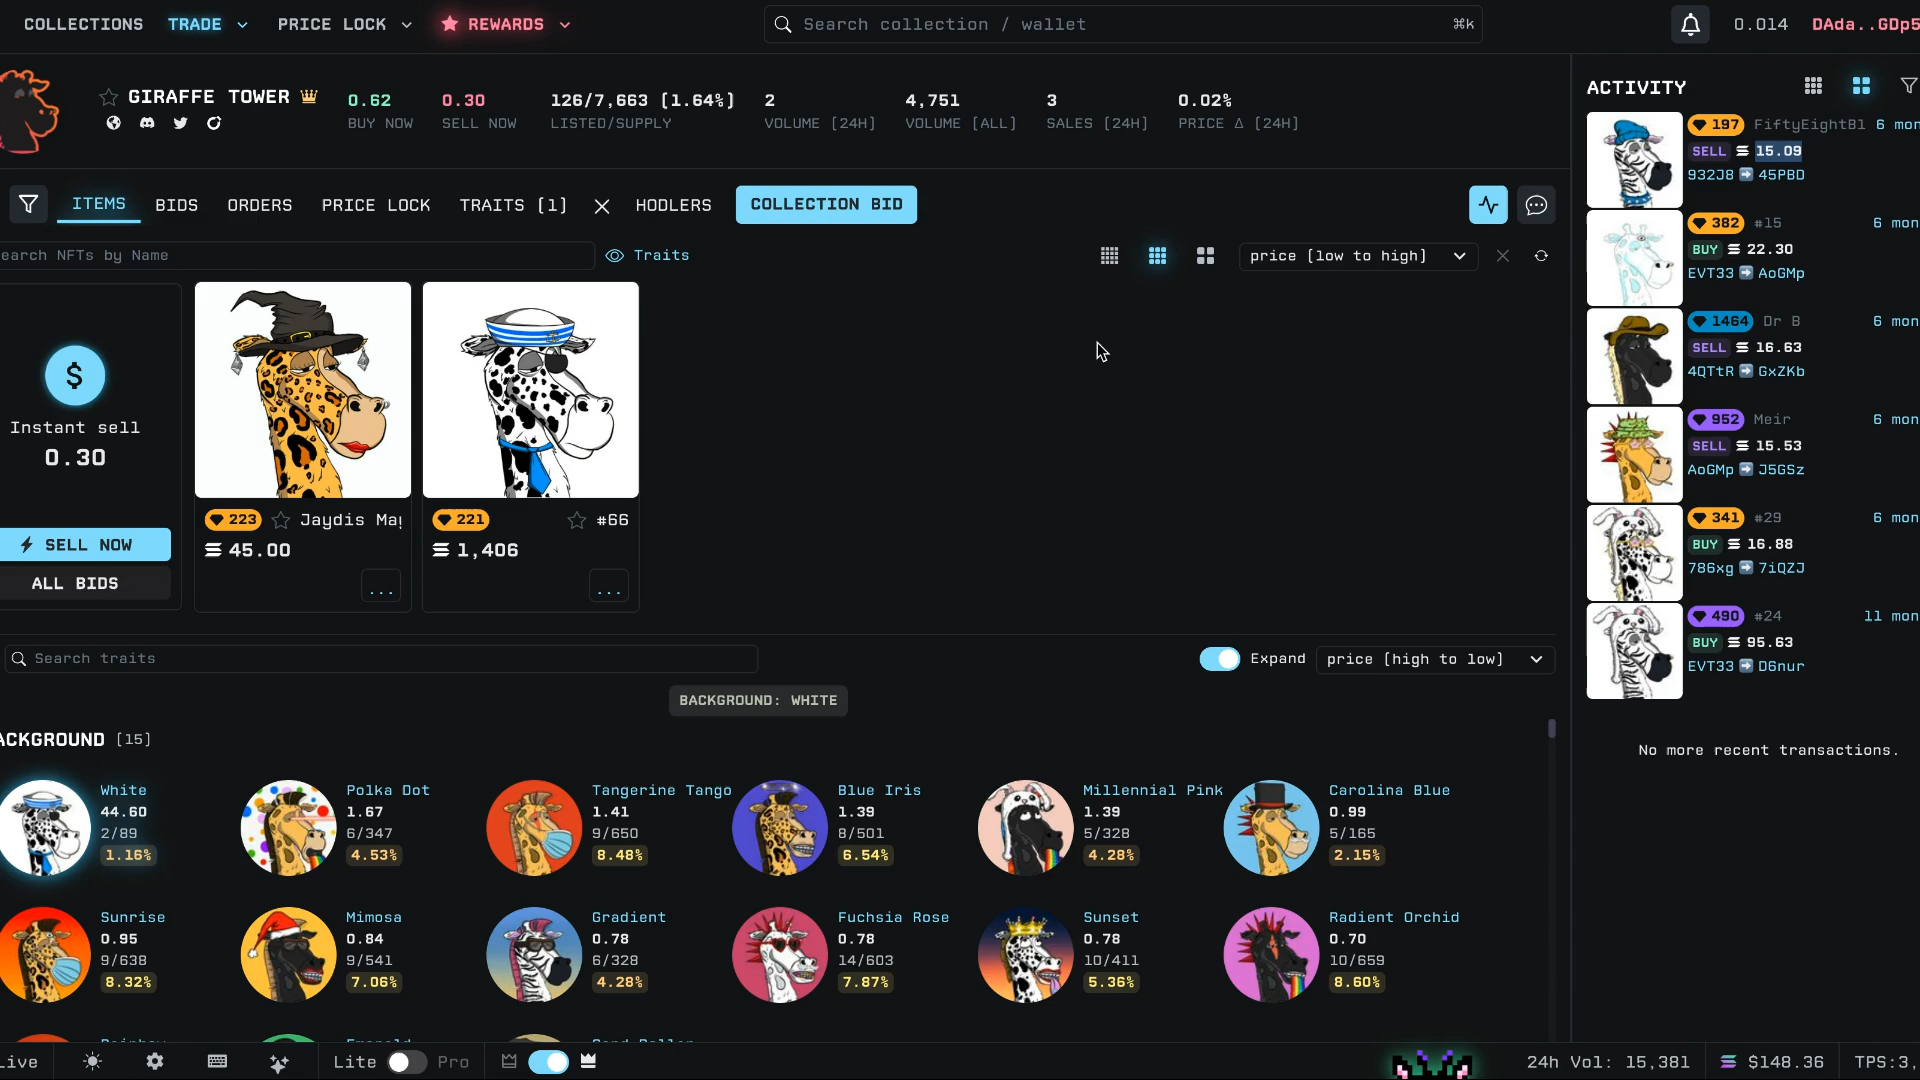 COLLECTIONS TRADE PRICE LOCK REWARDS Search collection / wallet ⌘k 0.014 DAda..GDp5
GIRAFFE TOWER
0.62 0.30 126/7,663 [1.64%] 2 4,751 3 0.02%
BUY NOW SELL NOW LISTED/SUPPLY VOLUME [24H] VOLUME [ALL] SALES [24H] PRICE Δ [24H]
ITEMS BIDS ORDERS PRICE LOCK TRAITS [1] HODLERS COLLECTION BID
earch NFTs by Name Traits price [low to high]
Instant sell
0.30
SELL NOW
ALL BIDS
223 Jaydis May
45.00
...
221 #66
1,406
...
Search traits Expand price [high to low]
BACKGROUND: WHITE
ACKGROUND [15]
White
44.60
2/89
1.16%
Polka Dot
1.67
6/347
4.53%
Tangerine Tango
1.41
9/650
8.48%
Blue Iris
1.39
8/501
6.54%
Millennial Pink
1.39
5/328
4.28%
Carolina Blue
0.99
5/165
2.15%
Sunrise
0.95
9/638
8.32%
Mimosa
0.84
9/541
7.06%
Gradient
0.78
6/328
4.28%
Fuchsia Rose
0.78
14/603
7.87%
Sunset
0.78
10/411
5.36%
Radient Orchid
0.70
10/659
8.60%
ACTIVITY
197 FiftyEightBl 6 mon
SELL 15.09
932J8 45PBD
382 #15 6 mon
BUY 22.30
EVT33 AoGMp
1464 Dr B 6 mon
SELL 16.63
4QTtR GxZKb
952 Meir 6 mon
SELL 15.53
AoGMp J5GSz
341 #29 6 mon
BUY 16.88
786xg 7iQZJ
490 #24 11 mon
BUY 95.63
EVT33 D6nur
No more recent transactions.
Live Lite Pro 24h Vol: 15,381 $148.36 TPS:3,